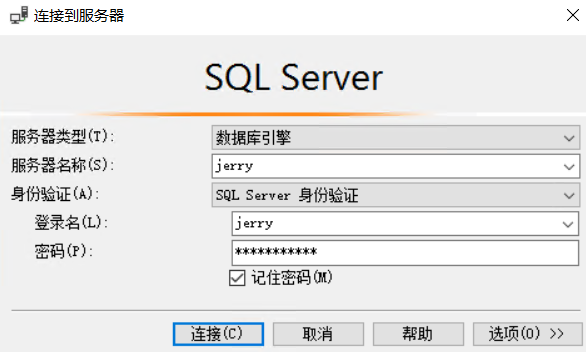 连接到服务器
SQL Server
服务器类型(T): 数据库引擎
服务器名称(S): jerry
身份验证(A): SQL Server 身份验证
登录名(L): jerry
密码(P): ***********
记住密码(M)
连接(C) 取消 帮助 选项(O) >>